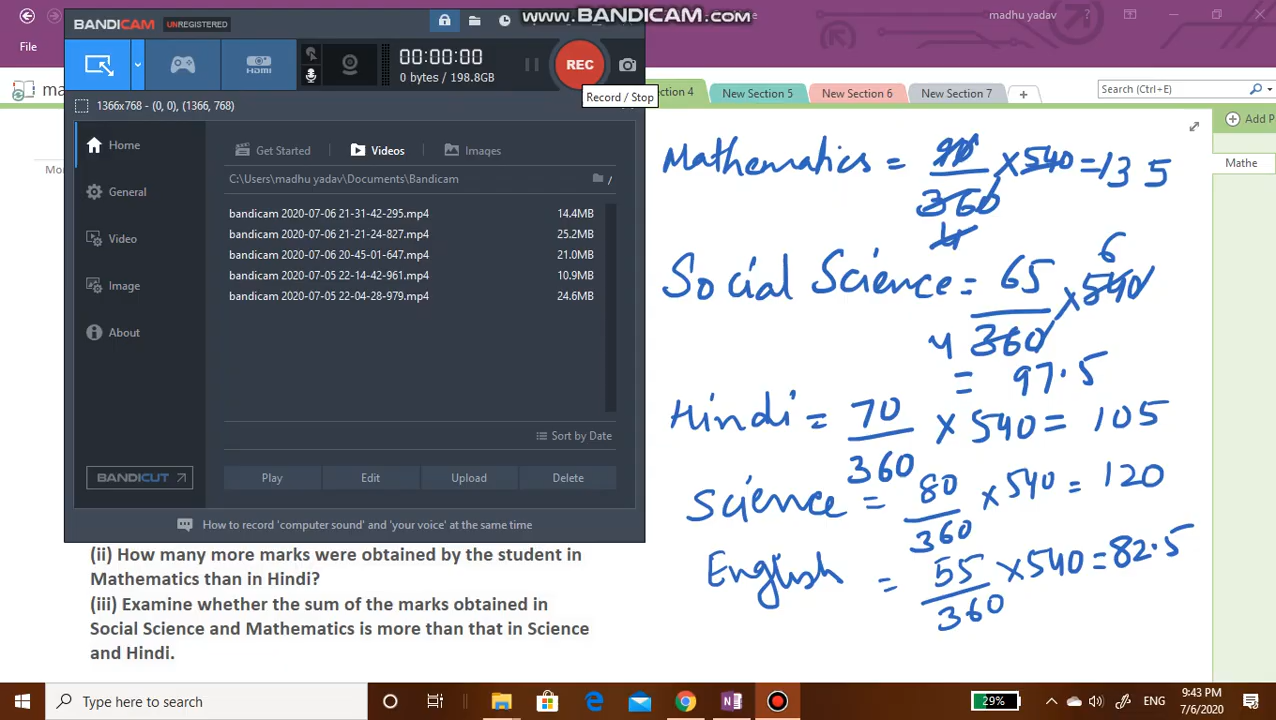 www.BANDICAM.com
BANDICAM UNREGISTERED
madhu yadav
File
HDMI
00:00:00
0 bytes / 198.8GB
REC
Record / Stop
1366x768 - (0, 0), (1366, 768)
New Section 5
New Section 6
New Section 7
Search (Ctrl+E)
Add P
Mathe
Home
General
Video
Image
About
Get Started
Videos
Images
C:\Users\madhu yadav\Documents\Bandicam
/
bandicam 2020-07-06 21-31-42-295.mp4 14.4MB
bandicam 2020-07-06 21-21-24-827.mp4 25.2MB
bandicam 2020-07-06 20-45-01-647.mp4 21.0MB
bandicam 2020-07-05 22-14-42-961.mp4 10.9MB
bandicam 2020-07-05 22-04-28-979.mp4 24.6MB
Sort by Date
BANDICUT
Play Edit Upload Delete
How to record 'computer sound' and 'your voice' at the same time
Mathematics = 90/360 × 540 = 135
4
Social Science = 65/360 × 540
6
4
= 97.5
Hindi = 70/360 × 540 = 105
Science = 80/360 × 540 = 120
English = 55/360 × 540 = 82.5
(ii) How many more marks were obtained by the student in
Mathematics than in Hindi?
(iii) Examine whether the sum of the marks obtained in
Social Science and Mathematics is more than that in Science
and Hindi.
Type here to search
29%
ENG
9:43 PM
7/6/2020